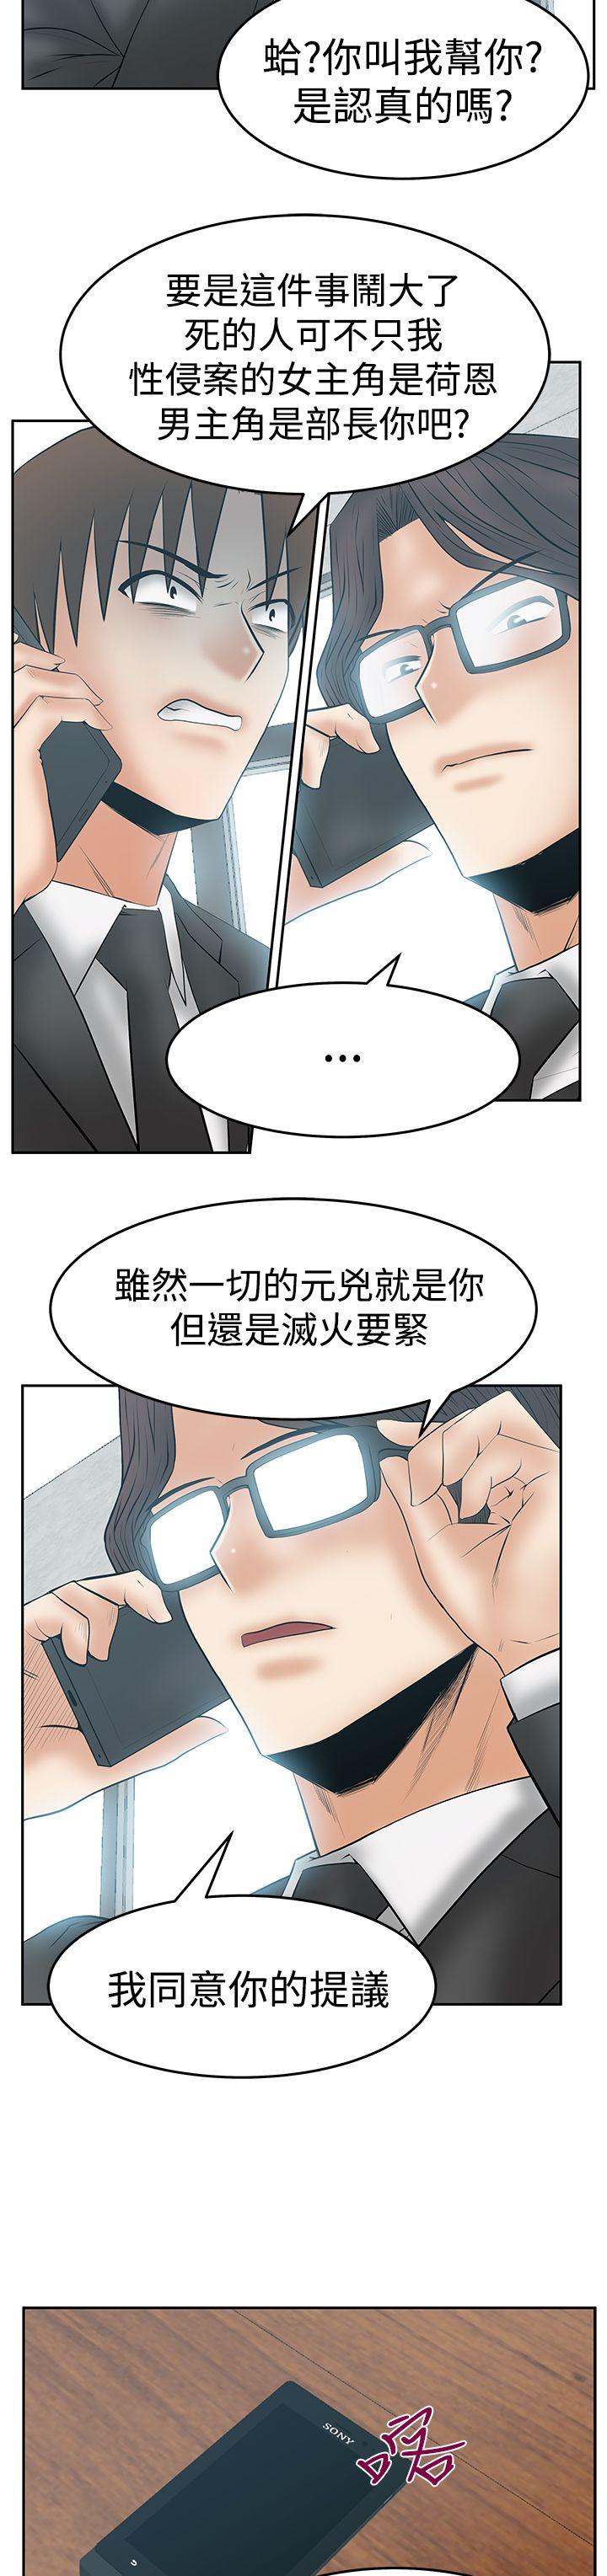 蛤?你叫我幫你?
是認真的嗎?
要是這件事鬧大了
死的人可不只我
性侵案的女主角是荷恩
男主角是部長你吧?
...
雖然一切的元兇就是你
但還是滅火要緊
我同意你的提議
SONY
喀